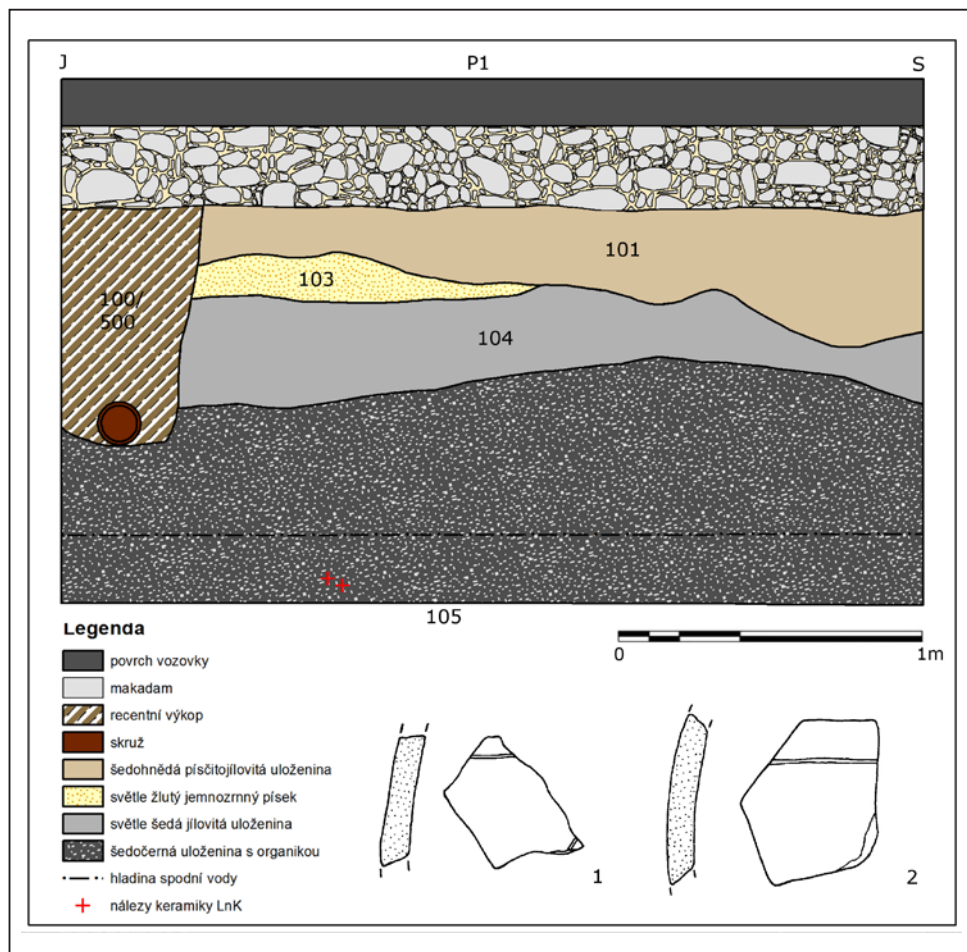 J P1 S
101
103
100/
500
104
105
Legenda
povrch vozovky
makadam
recentní výkop
skruž
šedohnědá písčitojílovitá uloženina
světle žlutý jemnozrnný písek
světle šedá jílovitá uloženina
šedočerná uloženina s organikou
hladina spodní vody
nálezy keramiky LnK
0 1m
1 2